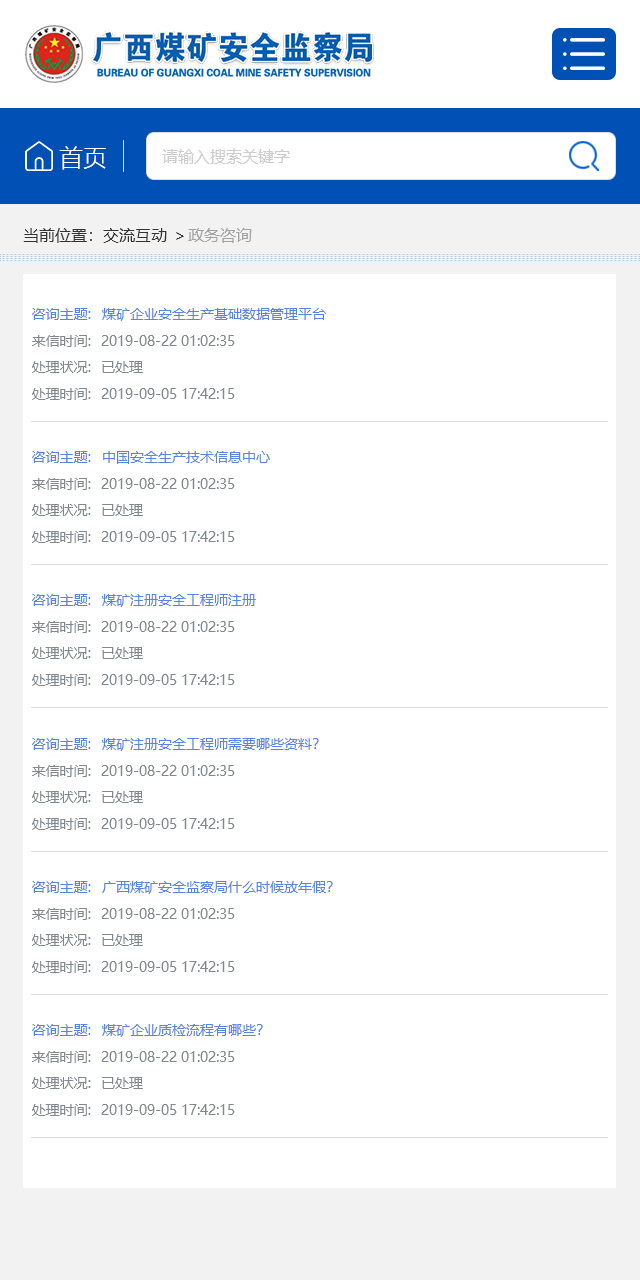 广西煤矿安全监察局
BUREAU OF GUANGXI COAL MINE SAFETY SUPERVISION
首页
请输入搜索关键字
当前位置：交流互动 > 政务咨询
咨询主题： 煤矿企业安全生产基础数据管理平台
来信时间： 2019-08-22 01:02:35
处理状况： 已处理
处理时间： 2019-09-05 17:42:15
咨询主题： 中国安全生产技术信息中心
来信时间： 2019-08-22 01:02:35
处理状况： 已处理
处理时间： 2019-09-05 17:42:15
咨询主题： 煤矿注册安全工程师注册
来信时间： 2019-08-22 01:02:35
处理状况： 已处理
处理时间： 2019-09-05 17:42:15
咨询主题： 煤矿注册安全工程师需要哪些资料？
来信时间： 2019-08-22 01:02:35
处理状况： 已处理
处理时间： 2019-09-05 17:42:15
咨询主题： 广西煤矿安全监察局什么时候放年假？
来信时间： 2019-08-22 01:02:35
处理状况： 已处理
处理时间： 2019-09-05 17:42:15
咨询主题： 煤矿企业质检流程有哪些？
来信时间： 2019-08-22 01:02:35
处理状况： 已处理
处理时间： 2019-09-05 17:42:15